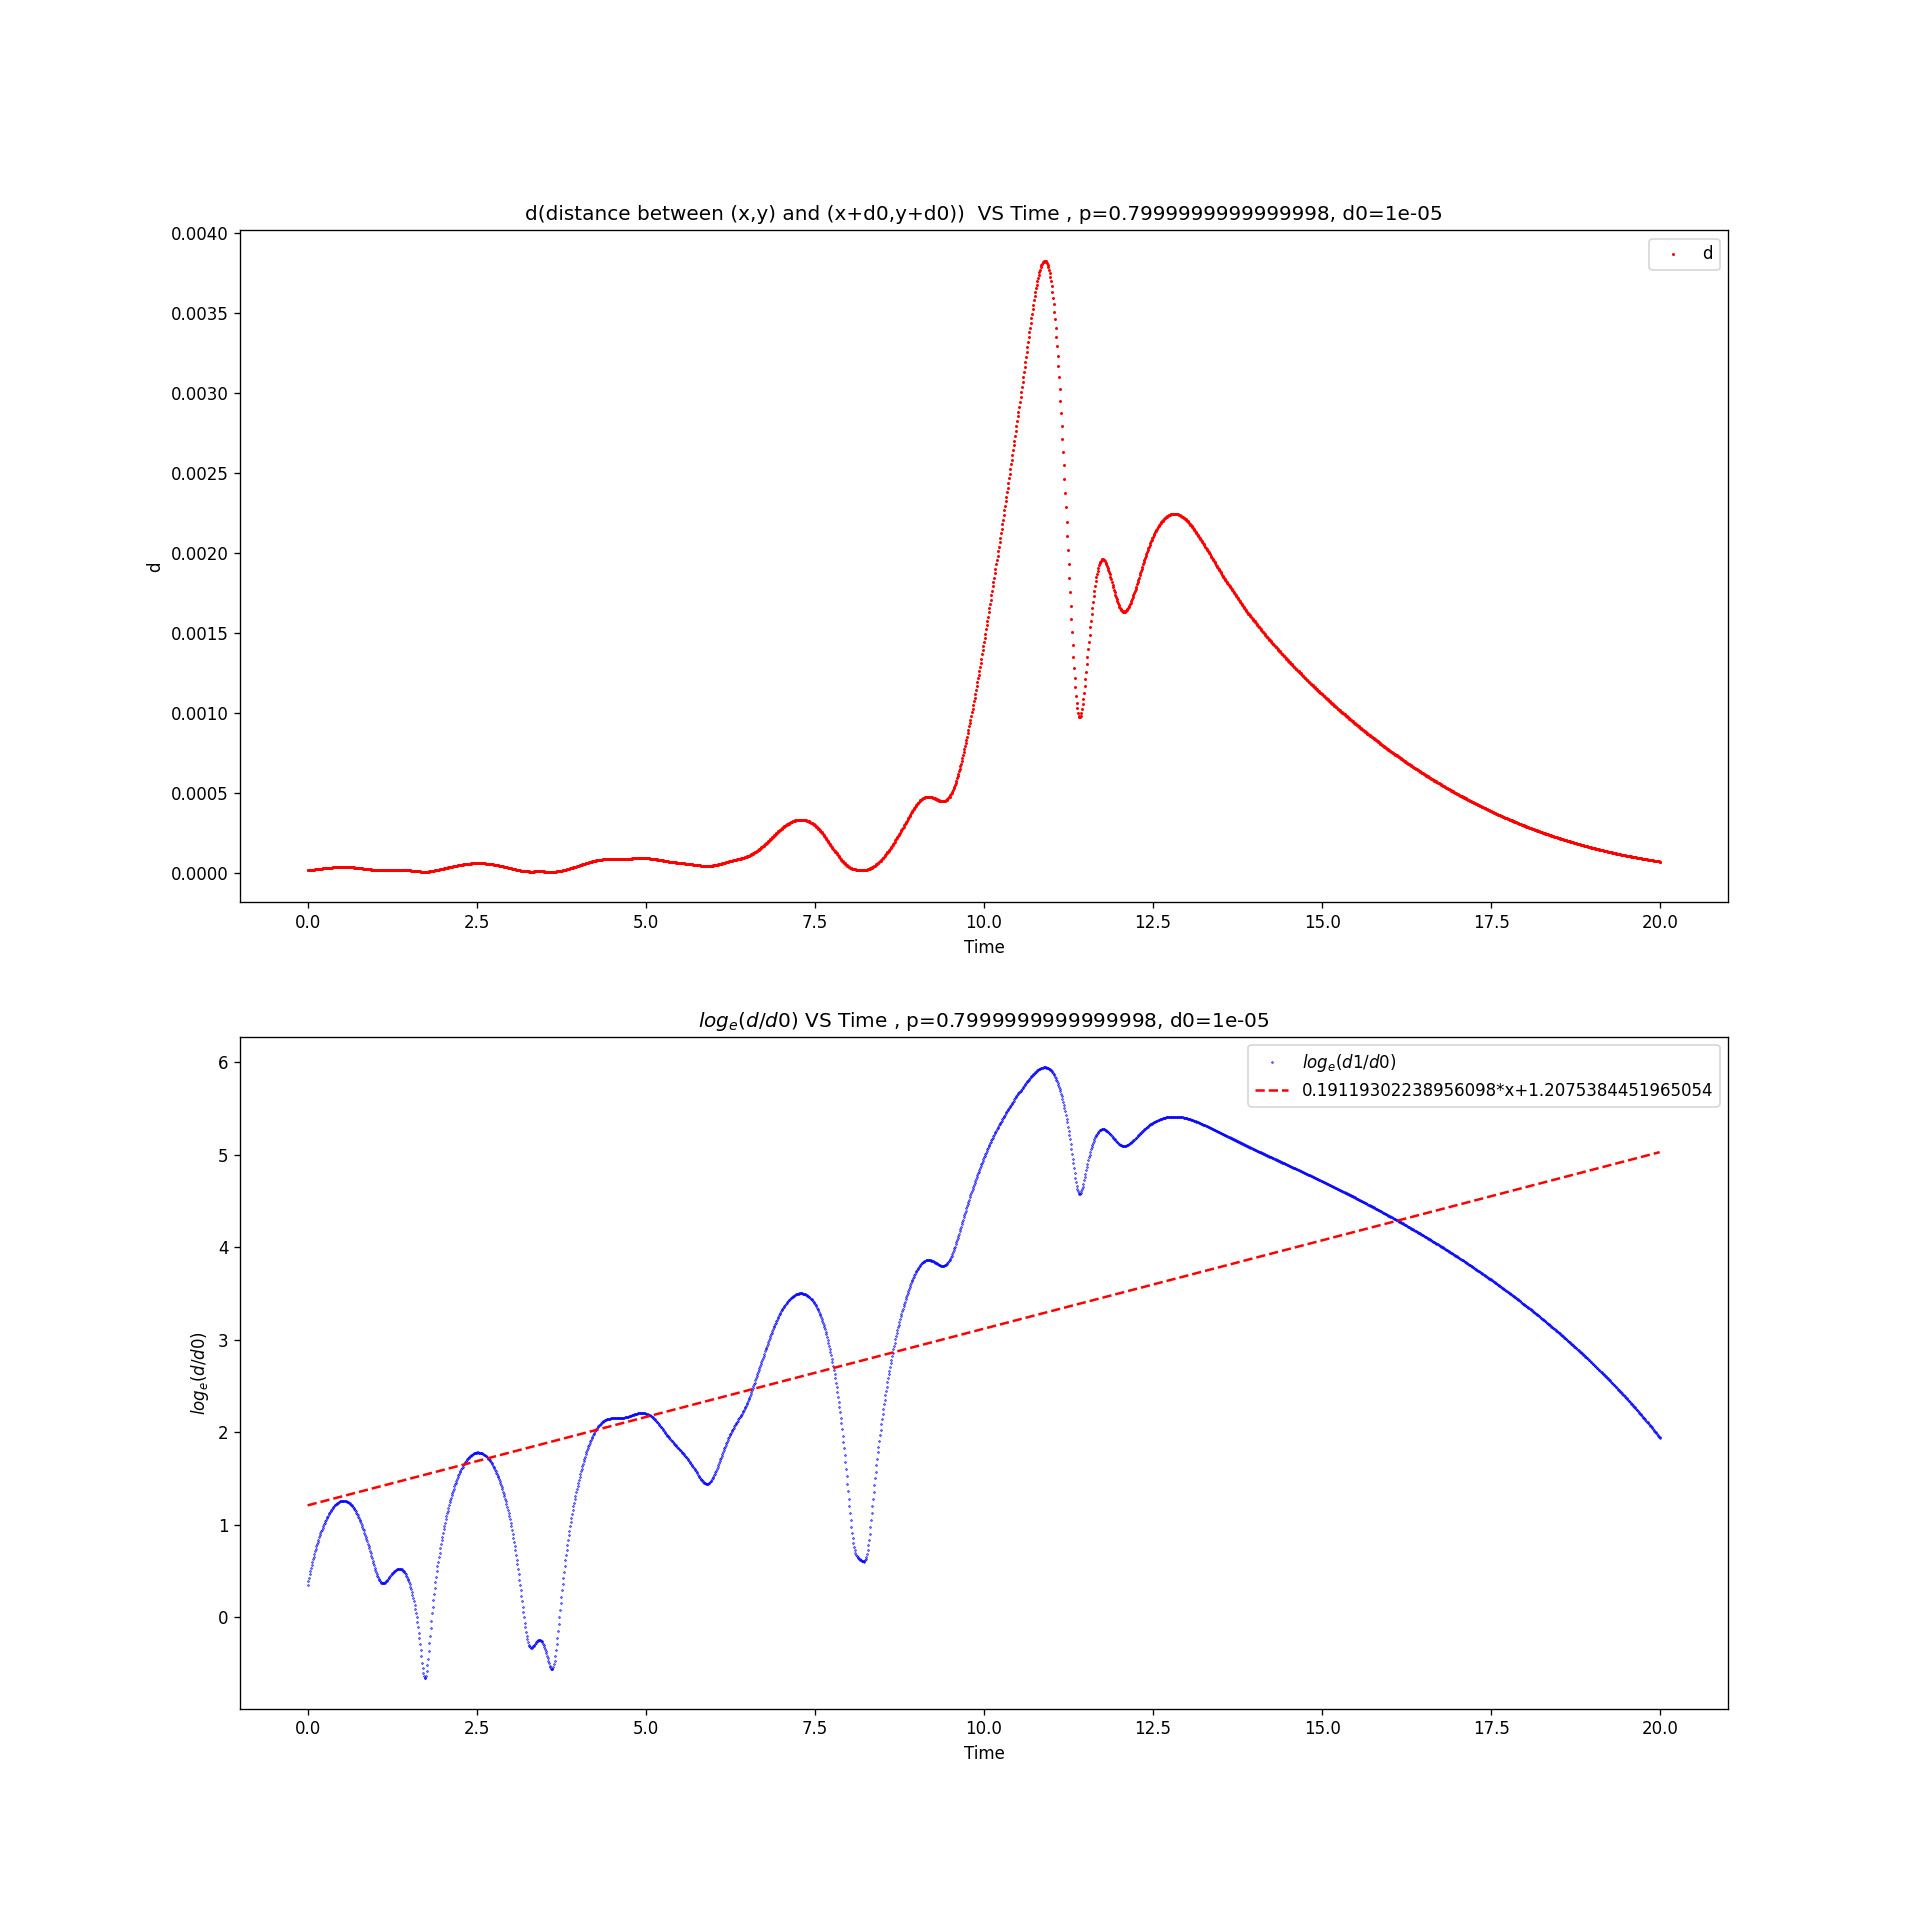 d(distance between (x,y) and (x+d0,y+d0))  VS Time , p=0.7999999999999998, d0=1e-05
d
0.0040
0.0035
0.0030
0.0025
0.0020
0.0015
0.0010
0.0005
0.0000
d
0.0 2.5 5.0 7.5 10.0 12.5 15.0 17.5 20.0
Time
log_e(d/d0) VS Time , p=0.7999999999999998, d0=1e-05
log_e(d1/d0)
0.19119302238956098*x+1.2075384451965054
6
5
4
3
2
1
0
log_e(d/d0)
0.0 2.5 5.0 7.5 10.0 12.5 15.0 17.5 20.0
Time